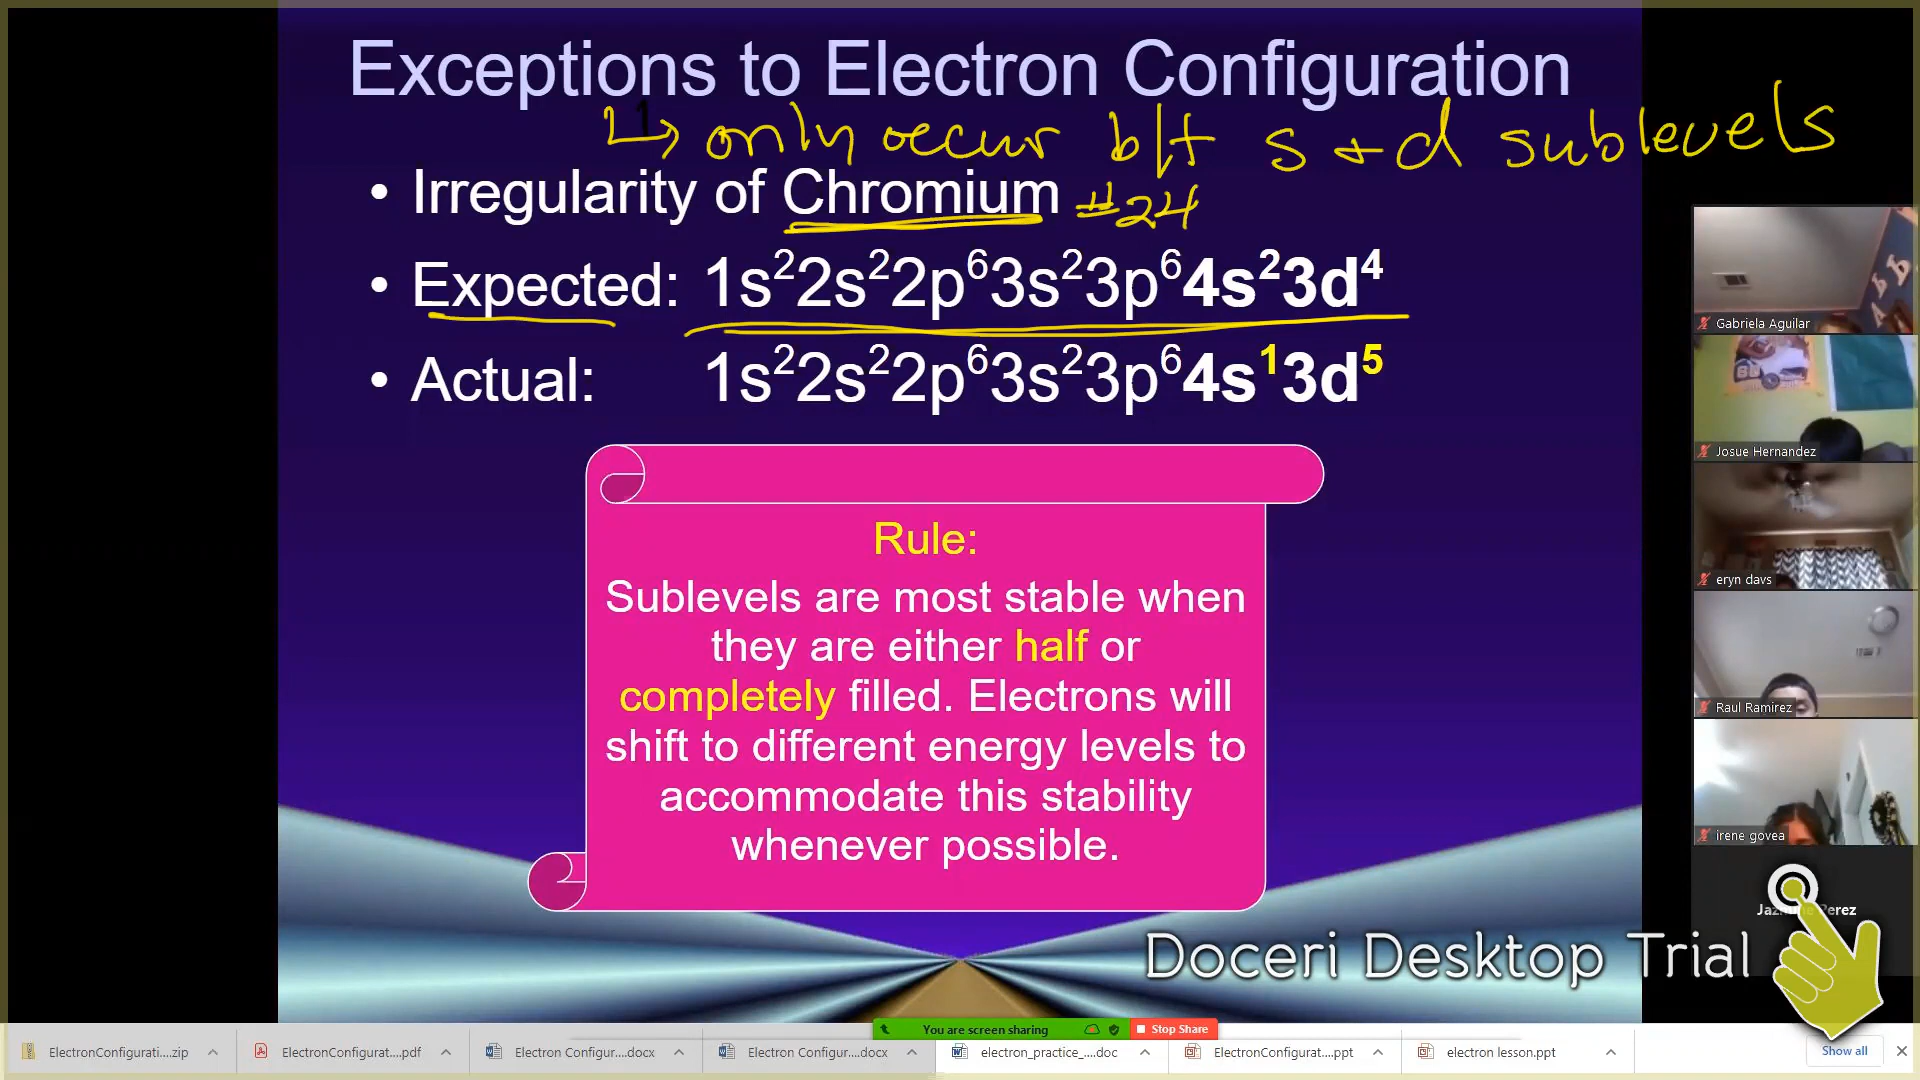 Exceptions to Electron Configuration
↳ only occur b/t s + d sublevels
• Irregularity of Chromium #24
• Expected: 1s²2s²2p⁶3s²3p⁶4s²3d⁴
• Actual: 1s²2s²2p⁶3s²3p⁶4s¹3d⁵
Rule:
Sublevels are most stable when
they are either half or
completely filled. Electrons will
shift to different energy levels to
accommodate this stability
whenever possible.
Gabriela Aguilar
Josue Hernandez
eryn davs
Raul Ramirez
irene govea
Perez
Doceri Desktop Trial
You are screen sharing
Stop Share
ElectronConfigurati....zip
ElectronConfigurat....pdf
Electron Configur....docx
Electron Configur....docx
electron_practice_....doc
ElectronConfigurat....ppt
electron lesson.ppt
Show all